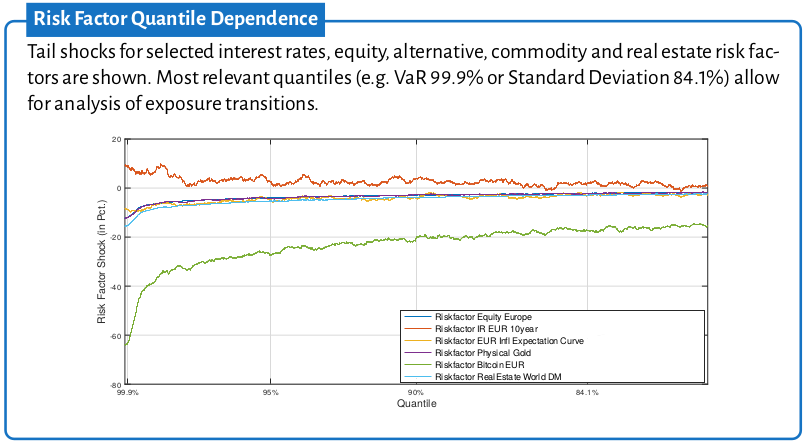 Risk Factor Quantile Dependence
Tail shocks for selected interest rates, equity, alternative, commodity and real estate risk fac-
tors are shown. Most relevant quantiles (e.g. VaR 99.9% or Standard Deviation 84.1%) allow
for analysis of exposure transitions.
20
0
-20
-40
-60
-80
Risk Factor Shock (in Pct.)
Riskfactor Equity Europe
Riskfactor IR EUR 10year
Riskfactor EUR Infl Expectation Curve
Riskfactor Physical Gold
Riskfactor Bitcoin EUR
Riskfactor RealEstate World DM
99.9%
95%
90%
84.1%
Quantile